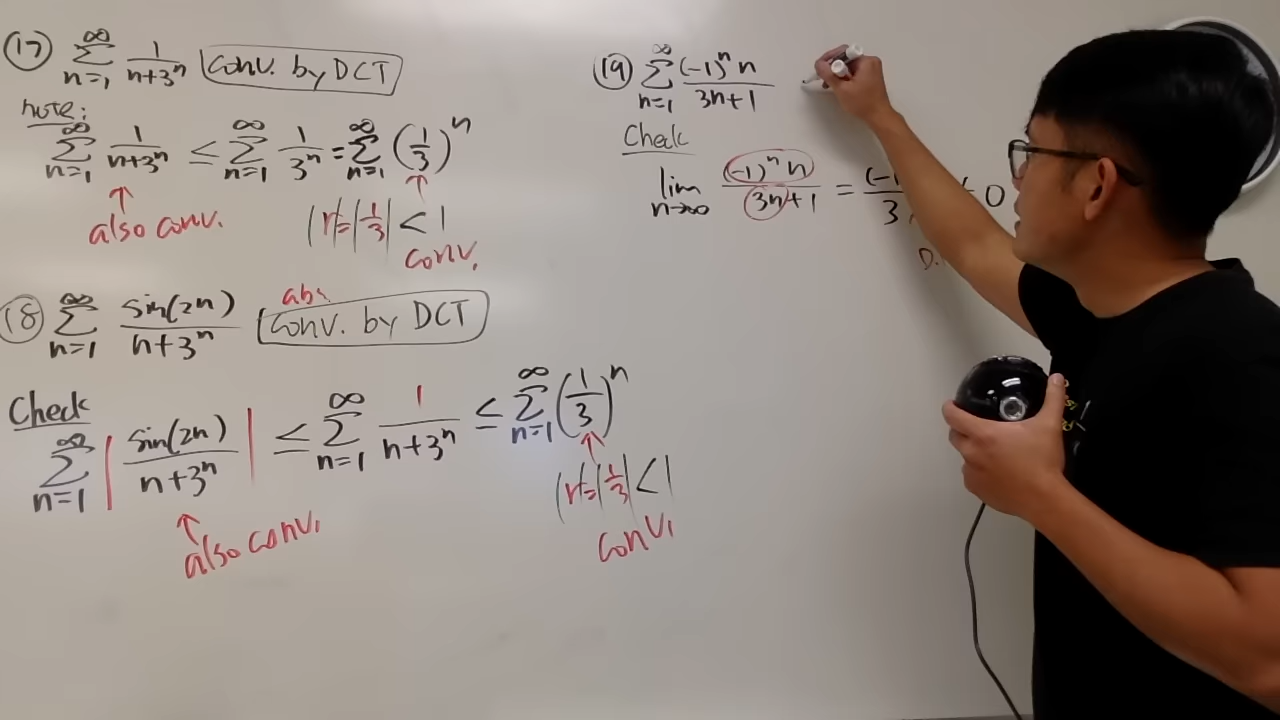 (17) ∑_{n=1}^{∞} 1/(n+3^n) conv. by DCT
note:
∑_{n=1}^{∞} 1/(n+3^n) ≤ ∑_{n=1}^{∞} 1/3^n = ∑_{n=1}^{∞} (1/3)^n
↑ also conv.
↑ |r|=|1/3| < 1
conv.
(18) ∑_{n=1}^{∞} sin(2n)/(n+3^n) abs. conv. by DCT
Check
∑_{n=1}^{∞} |sin(2n)/(n+3^n)| ≤ ∑_{n=1}^{∞} 1/(n+3^n) ≤ ∑_{n=1}^{∞} (1/3)^n
↑ also conv.
↑ |r|=|1/3| < 1
conv.
(19) ∑_{n=1}^{∞} (-1)^n n/(3n+1)
Check
lim_{n→∞} (-1)^n n/(3n+1) = 0